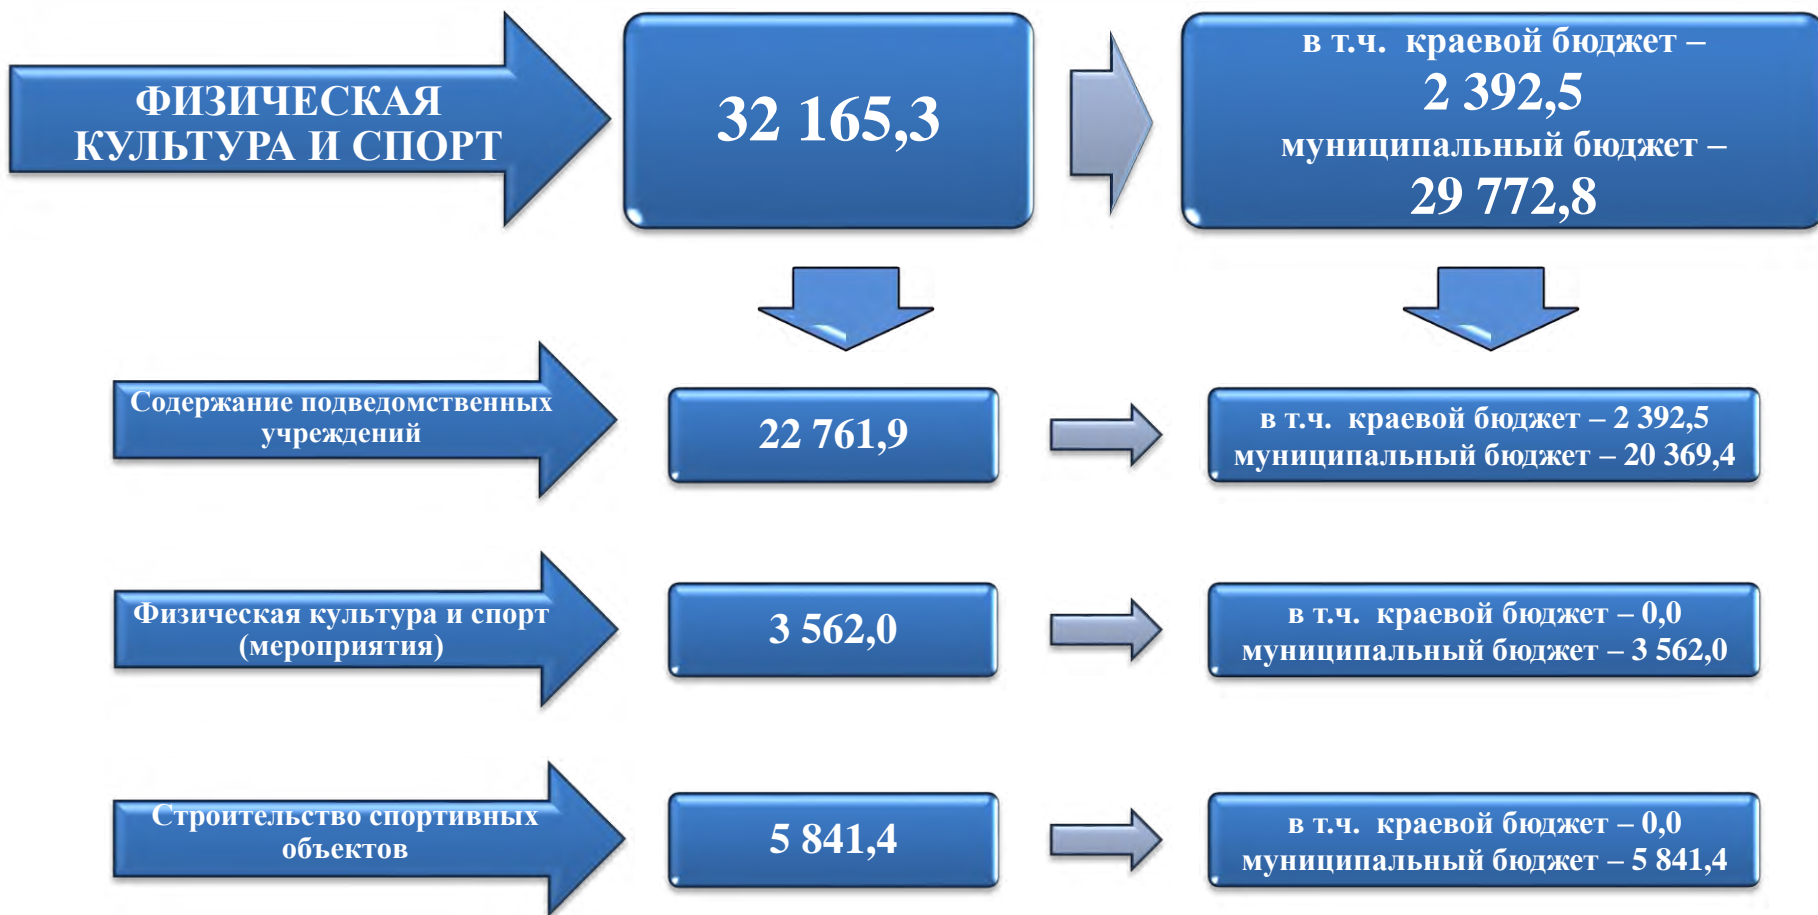 ФИЗИЧЕСКАЯ
КУЛЬТУРА И СПОРТ
32 165,3
в т.ч. краевой бюджет –
2 392,5
муниципальный бюджет –
29 772,8
Содержание подведомственных
учреждений
22 761,9
в т.ч. краевой бюджет – 2 392,5
муниципальный бюджет – 20 369,4
Физическая культура и спорт
(мероприятия)
3 562,0
в т.ч. краевой бюджет – 0,0
муниципальный бюджет – 3 562,0
Строительство спортивных
объектов
5 841,4
в т.ч. краевой бюджет – 0,0
муниципальный бюджет – 5 841,4